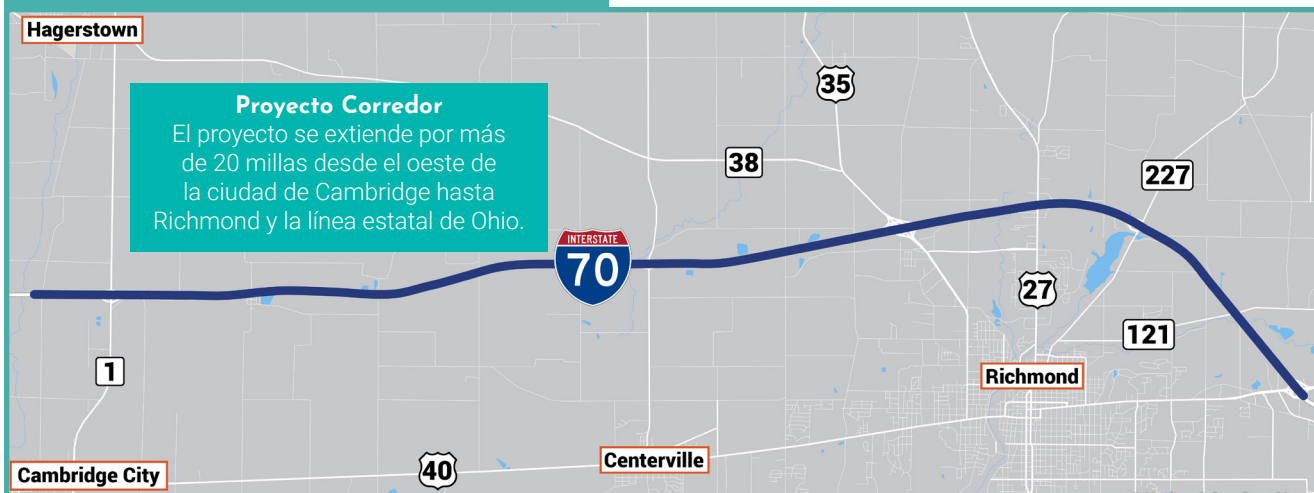 Hagerstown
Proyecto Corredor
El proyecto se extiende por más
de 20 millas desde el oeste de
la ciudad de Cambridge hasta
Richmond y la línea estatal de Ohio.
35
38
227
INTERSTATE
70
27
121
1
Richmond
Centerville
40
Cambridge City